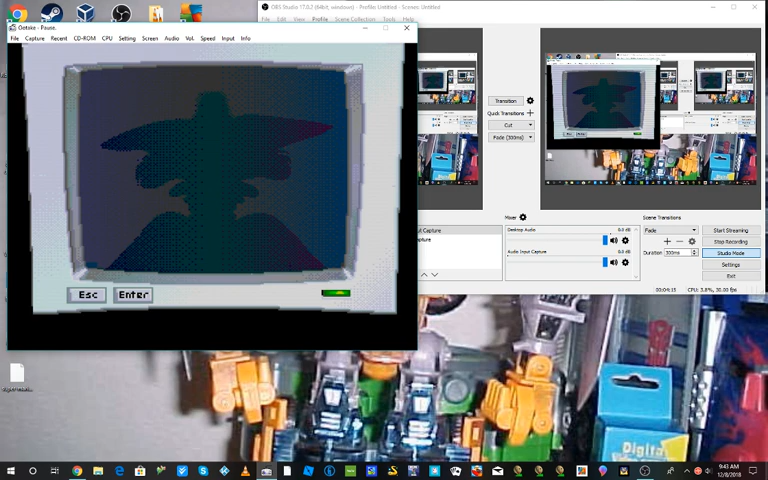 Ootake - Pause.
File Capture Recent CD-ROM CPU Setting Screen Audio Vol. Speed Input Info
Esc Enter
OBS Studio 17.0.2 (64bit, windows) - Profile: Untitled - Scenes: Untitled
File Edit View Profile Scene Collection Tools Help
Transition
Quick Transitions
Cut
Fade (300ms)
Mixer
Desktop Audio 0.0 dB
Audio Input Capture 0.0 dB
Scene Transitions
Fade
Duration 300ms
Start Streaming
Stop Recording
Studio Mode
Settings
Exit
CPU: 3.8%, 30.00 fps
Digital
9:43 AM
12/8/2018